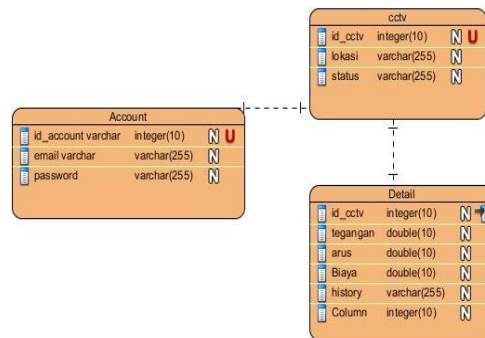 cctv
id_cctv integer(10) N U
lokasi varchar(255) N
status varchar(255) N
Account
id_account varchar integer(10) N U
email varchar varchar(255) N
password varchar(255) N
Detail
id_cctv integer(10) N
tegangan double(10) N
arus double(10) N
Biaya double(10) N
history varchar(255) N
Column integer(10) N